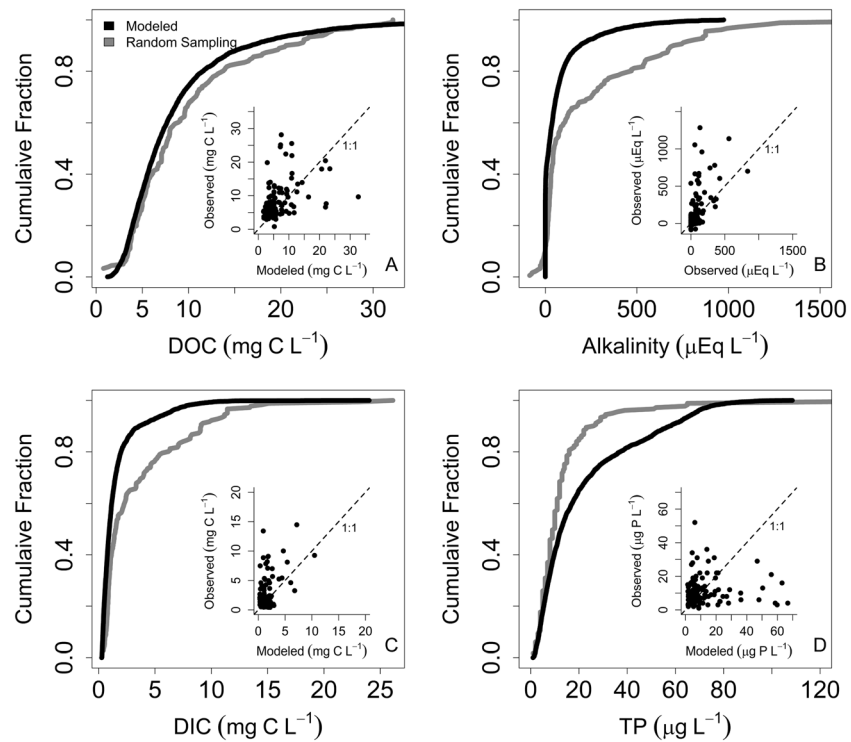 Modeled
Random Sampling
Cumulaive Fraction
0.0 0.4 0.8
0 5 10 20 30
DOC (mg C L⁻¹)
A
Observed (mg C L⁻¹)
0 10 20 30
0 5 10 20 30
Modeled (mg C L⁻¹)
1:1
Cumulaive Fraction
0.0 0.4 0.8
0 500 1000 1500
Alkalinity (µEq L⁻¹)
B
Observed (µEq L⁻¹)
0 500 1000
0 500 1500
Observed (µEq L⁻¹)
1:1
Cumulaive Fraction
0.0 0.4 0.8
0 5 10 15 20 25
DIC (mg C L⁻¹)
C
Observed (mg C L⁻¹)
0 5 10 15 20
0 5 10 15 20
Modeled (mg C L⁻¹)
1:1
Cumulaive Fraction
0.0 0.4 0.8
0 20 40 60 80 120
TP (µg L⁻¹)
D
Observed (µg P L⁻¹)
0 20 40 60
0 20 40 60
Modeled (µg P L⁻¹)
1:1